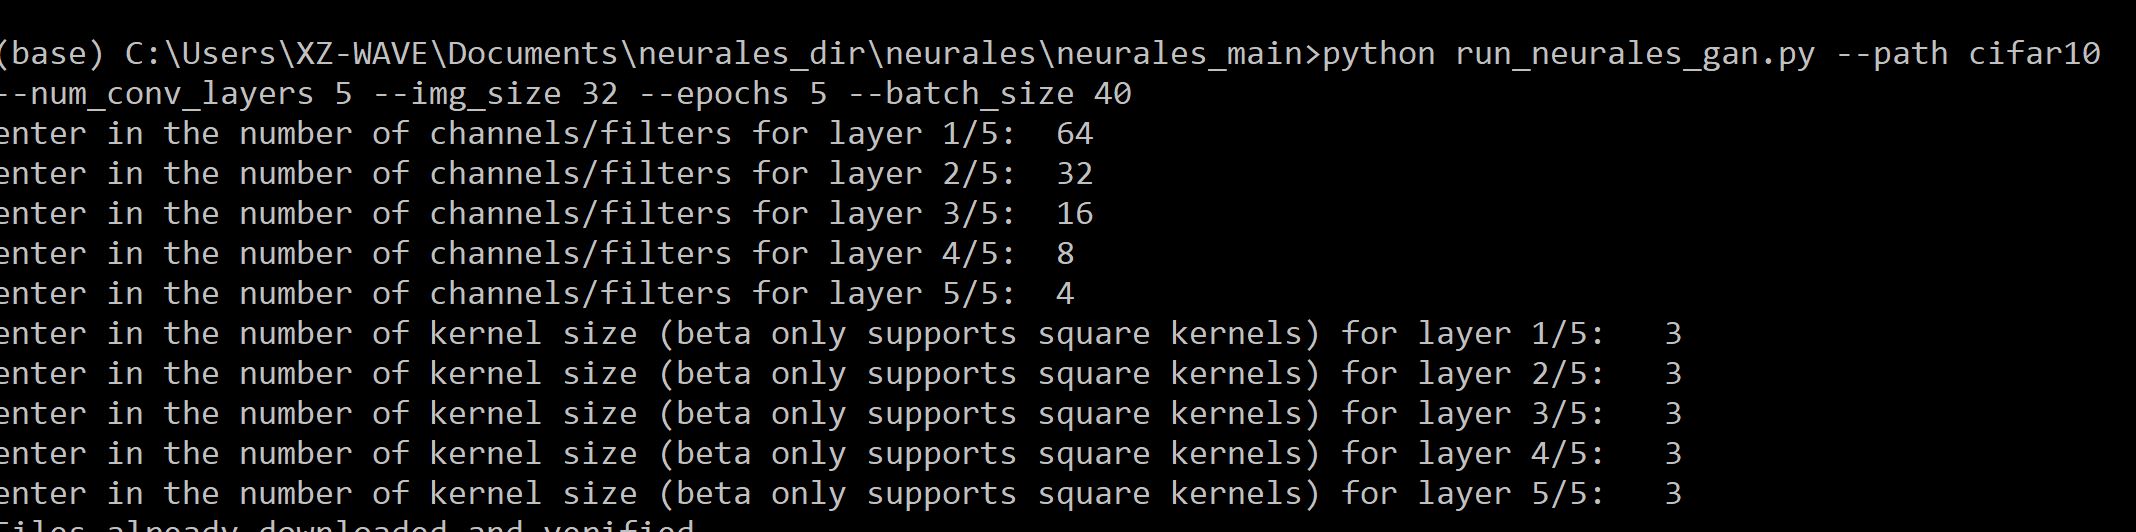 (base) C:\Users\XZ-WAVE\Documents\neurales_dir\neurales\neurales_main>python run_neurales_gan.py --path cifar10
--num_conv_layers 5 --img_size 32 --epochs 5 --batch_size 40
enter in the number of channels/filters for layer 1/5:  64
enter in the number of channels/filters for layer 2/5:  32
enter in the number of channels/filters for layer 3/5:  16
enter in the number of channels/filters for layer 4/5:  8
enter in the number of channels/filters for layer 5/5:  4
enter in the number of kernel size (beta only supports square kernels) for layer 1/5:   3
enter in the number of kernel size (beta only supports square kernels) for layer 2/5:   3
enter in the number of kernel size (beta only supports square kernels) for layer 3/5:   3
enter in the number of kernel size (beta only supports square kernels) for layer 4/5:   3
enter in the number of kernel size (beta only supports square kernels) for layer 5/5:   3
Files already downloaded and verified